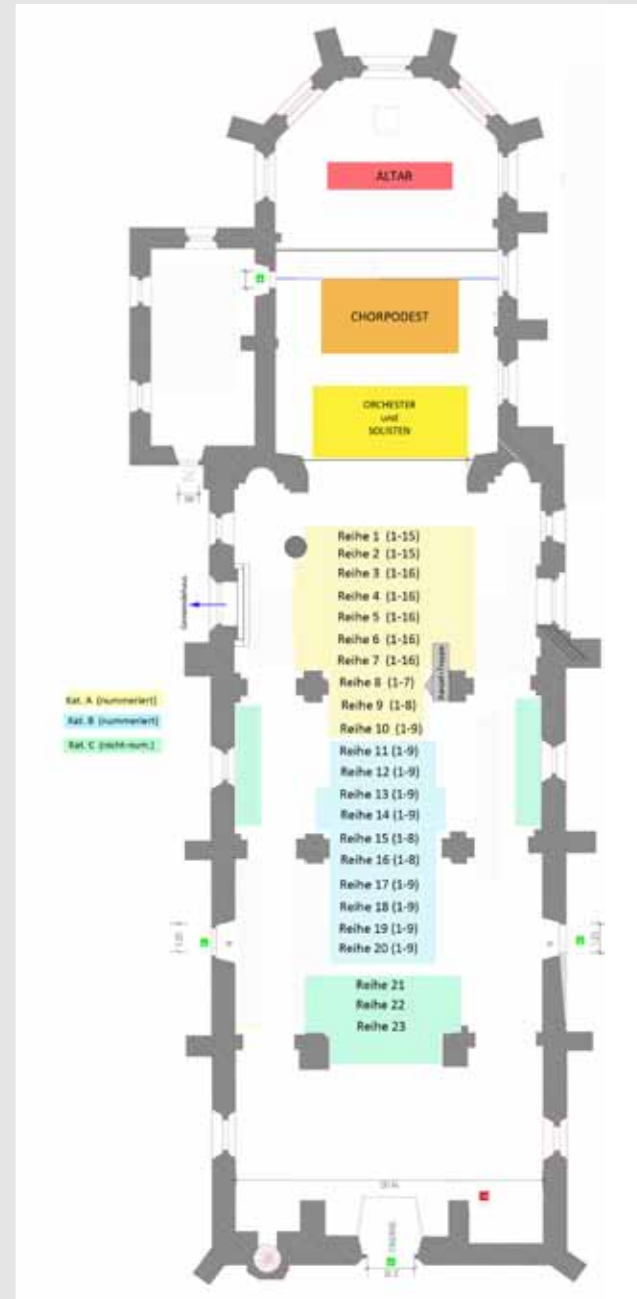 ALTAR
CHORPODEST
ORCHESTER
und
SOLISTEN
Reihe 1 (1-15)
Reihe 2 (1-15)
Reihe 3 (1-16)
Gemeindehaus
Reihe 4 (1-16)
Reihe 5 (1-16)
Reihe 6 (1-16)
Reihe 7 (1-16)
Kanzel-Treppe
Reihe 8 (1-7)
Kat. A (nummeriert)
Reihe 9 (1-8)
Kat. B (nummeriert)
Reihe 10 (1-9)
Kat. C (nicht-num.)
Reihe 11 (1-9)
Reihe 12 (1-9)
Reihe 13 (1-9)
Reihe 14 (1-9)
Reihe 15 (1-8)
Reihe 16 (1-8)
Reihe 17 (1-9)
Reihe 18 (1-9)
Reihe 19 (1-9)
Reihe 20 (1-9)
Reihe 21
Reihe 22
Reihe 23